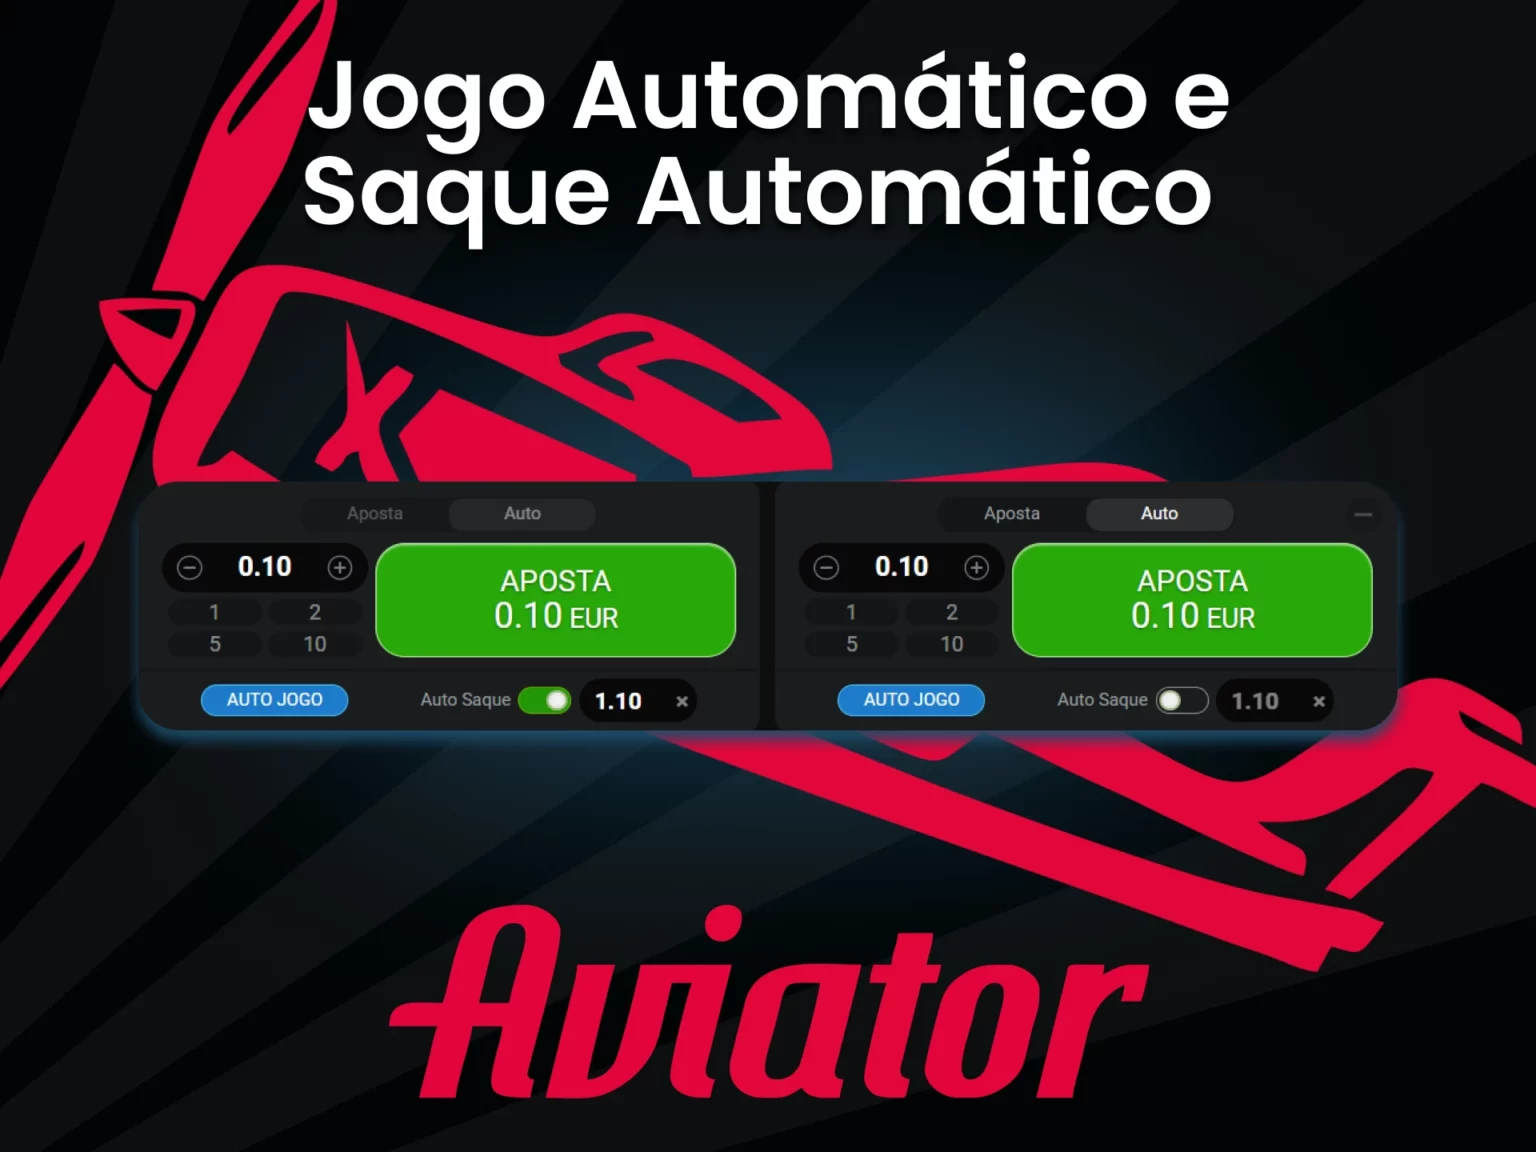 Jogo Automático e
Saque Automático
Aposta Auto
0.10
1 2
5 10
APOSTA
0.10 EUR
AUTO JOGO Auto Saque 1.10 ×
Aposta Auto
0.10
1 2
5 10
APOSTA
0.10 EUR
AUTO JOGO Auto Saque 1.10 ×
Aviator